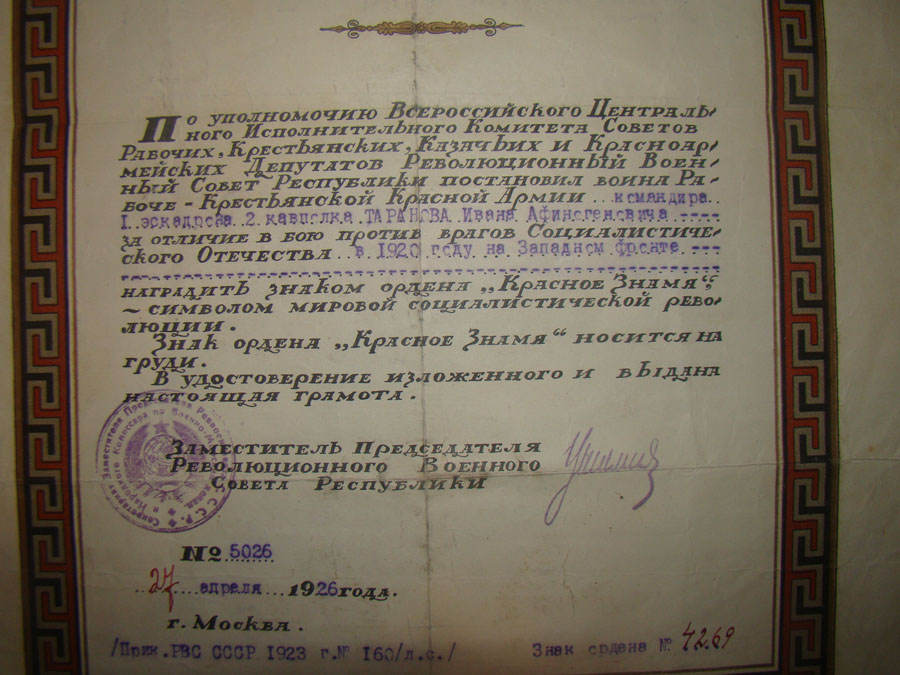 По уполномочию Всероссийского Централь-
ного Исполнительного Комитета Советов
Рабочих, Крестьянских, Казачьих и Красноар-
мейских Депутатов Революционный Воен-
ный Совет Республики постановил воина Ра-
боче-Крестьянской Красной Армии командира
I эскадрона 2 кавполка ТАРАНОВА Ивана Афиногеновича
за отличие в бою против врагов Социалистиче-
ского Отечества в 1920 году на Западном фронте
наградить знаком ордена „Красное Знамя",
~символом мировой социалистической рево-
люции.
Знак ордена „Красное Знамя" носится на
груди.
В удостоверение изложенного и выдана
настоящая грамота.
Заместитель Председателя
Революционного Военного
Совета Республики
№ 5026
27 апреля 1926 года.
г. Москва.
/Прик. РВС СССР 1923 г. № 160/л.с./ Знак ордена № 4269